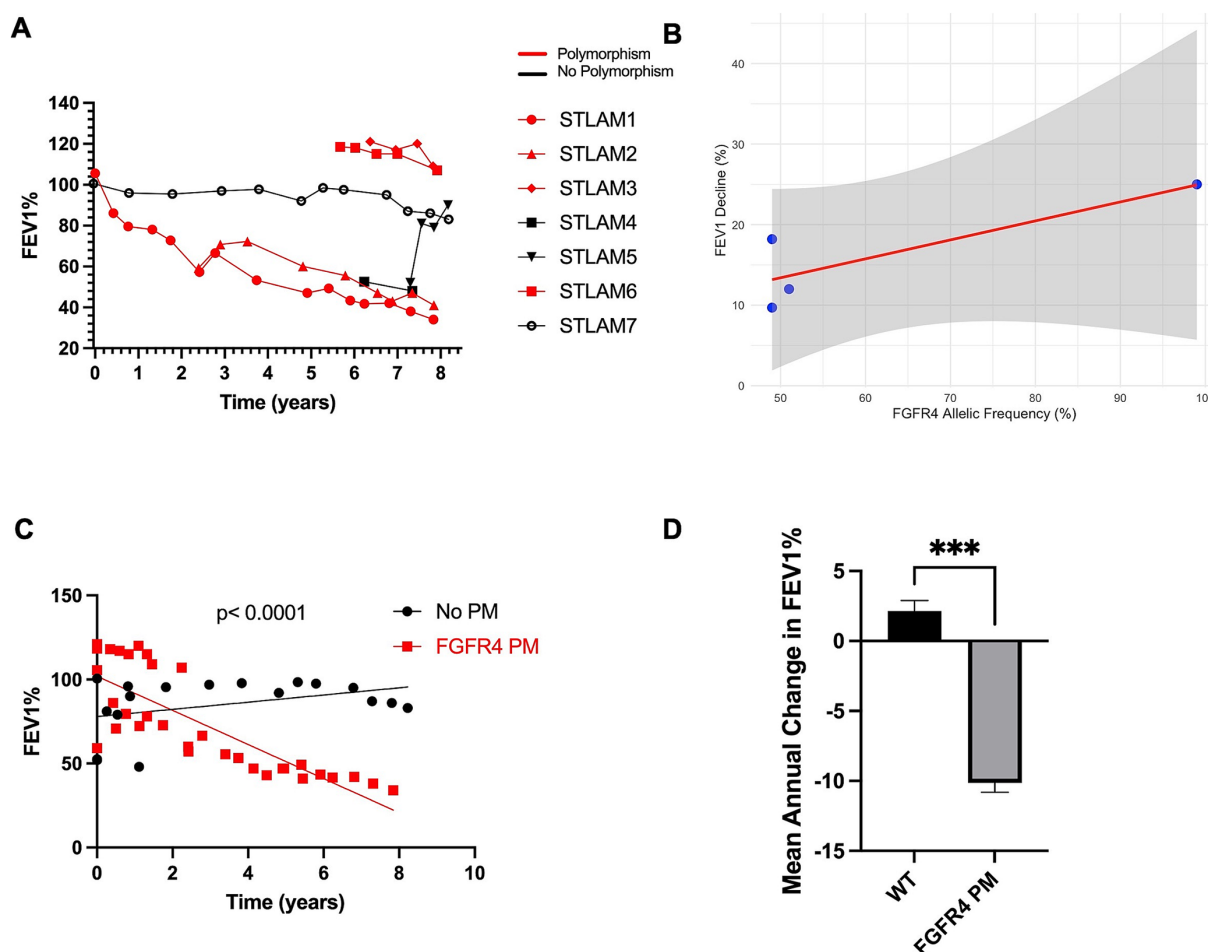 A
Polymorphism
No Polymorphism
STLAM1
STLAM2
STLAM3
STLAM4
STLAM5
STLAM6
STLAM7
FEV1%
140
120
100
80
60
40
20
0 1 2 3 4 5 6 7 8
Time (years)
B
FEV1 Decline (%)
40
30
20
10
0
50 60 70 80 90 10
FGFR4 Allelic Frequency (%)
C
p< 0.0001
No PM
FGFR4 PM
FEV1%
150
100
50
0
0 2 4 6 8 10
Time (years)
D
***
Mean Annual Change in FEV1%
5
0
-5
-10
-15
WT
FGFR4 PM